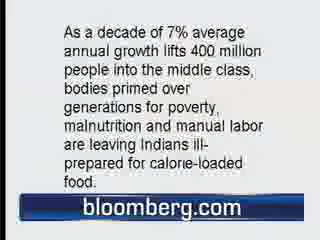 As a decade of 7% average
annual growth lifts 400 million
people into the middle class,
bodies primed over
generations for poverty,
malnutrition and manual labor
are leaving Indians ill-
prepared for calorie-loaded
food.
bloomberg.com